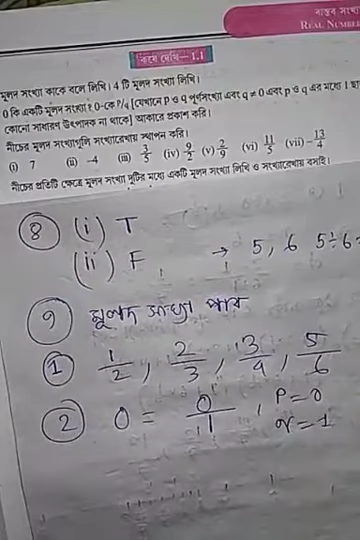 বাস্তব সংখ্যা
REAL NUMBER
কষে দেখি – 1.1
মূলদ সংখ্যা কাকে বলে লিখি। 4 টি মূলদ সংখ্যা লিখি।
0 কি একটি মূলদ সংখ্যা? 0-কে p/q [যেখানে p ও q পূর্ণসংখ্যা এবং q ≠ 0 এবং p ও q এর মধ্যে 1 ছাড়া
কোনো সাধারণ উৎপাদক না থাকে] আকারে প্রকাশ করি।
নীচের মূলদ সংখ্যাগুলি সংখ্যারেখায় স্থাপন করি।
(i) 7 (ii) –4 (iii) 3/5 (iv) 9/2 (v) 2/9 (vi) 11/5 (vii) –13/4
নীচের প্রতিটি ক্ষেত্রে মূলদ সংখ্যা দুটির মধ্যে একটি মূলদ সংখ্যা লিখি ও সংখ্যারেখায় বসাই।
8 (i) T
(ii) F → 5, 6 5÷6=
9 মূলদ সংখ্যা পাব
1 1/2, 2/3, 3/4, 5/6
2 0 = 0/1, P=0
q=1